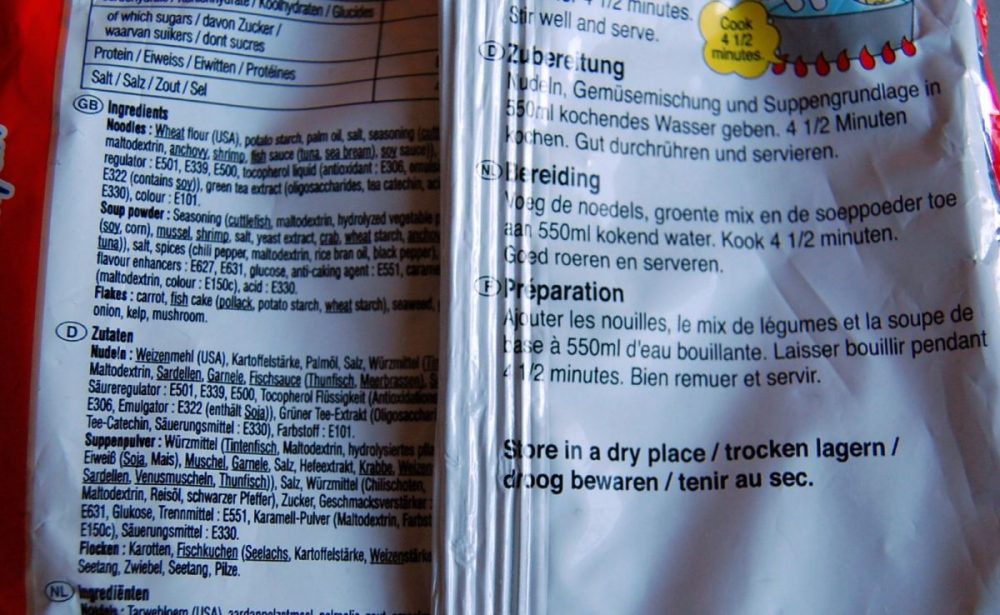 Koolhydraten / Glucides
of which sugars / davon Zucker /
waarvan suikers / dont sucres
Protein / Eiweiss / Eiwitten / Protéines
Salt / Salz / Zout / Sel
GB Ingredients
Noodles : Wheat flour (USA), potato starch, palm oil, salt, seasoning
maltodextrin, anchovy, shrimp, fish sauce (tuna, sea bream), soy sauce)),
regulator : E501, E339, E500, tocopherol liquid (antioxidant : E306,
E322 (contains soy)), green tea extract (oligosaccharides, tea catechin,
E330), colour : E101.
Soup powder : Seasoning (cuttlefish, maltodextrin, hydrolyzed vegetable
(soy, corn), mussel, shrimp, salt, yeast extract, crab, wheat starch,
tuna)), salt, spices (chili pepper, maltodextrin, rice bran oil, black pepper),
flavour enhancers : E627, E631, glucose, anti-caking agent : E551,
(maltodextrin, colour : E150c), acid : E330.
Flakes : carrot, fish cake (pollack, potato starch, wheat starch), seaweed,
onion, kelp, mushroom.
D Zutaten
Nudeln : Weizenmehl (USA), Kartoffelstärke, Palmöl, Salz, Würzmittel
Maltodextrin, Sardellen, Garnele, Fischsauce (Thunfisch, Meerbrassen),
Säureregulator : E501, E339, E500, Tocopherol Flüssigkeit
E306, Emulgator : E322 (enthält Soja)), Grüner Tee-Extrakt
Tee-Catechin, Säuerungsmittel : E330), Farbstoff : E101.
Suppenpulver : Würzmittel (Tintenfisch, Maltodextrin, hydrolysiertes
Eiweiß (Soja, Mais), Muschel, Garnele, Salz, Hefeextrakt, Krabbe,
Sardellen, Venusmuscheln, Thunfisch)), Salz, Würzmittel (Chilischoten,
Maltodextrin, Reisöl, schwarzer Pfeffer), Zucker, Geschmacksverstärker :
E631, Glukose, Trennmittel : E551, Karamell-Pulver (Maltodextrin,
E150c), Säuerungsmittel : E330.
Flocken : Karotten, Fischkuchen (Seelachs, Kartoffelstärke,
Seetang, Zwiebel, Seetang, Pilze.
NL Ingrediënten
Tarwebloem (USA),
4 1/2 minutes.
Stir well and serve.
Cook
4 1/2
minutes.
D Zubereitung
Nudeln, Gemüsemischung und Suppengrundlage in
550ml kochendes Wasser geben. 4 1/2 Minuten
kochen. Gut durchrühren und servieren.
NL Bereiding
Voeg de noedels, groente mix en de soeppoeder toe
aan 550ml kokend water. Kook 4 1/2 minuten.
Goed roeren en serveren.
F Préparation
Ajouter les nouilles, le mix de légumes et la soupe de
base à 550ml d'eau bouillante. Laisser bouillir pendant
4 1/2 minutes. Bien remuer et servir.
Store in a dry place / trocken lagern /
droog bewaren / tenir au sec.